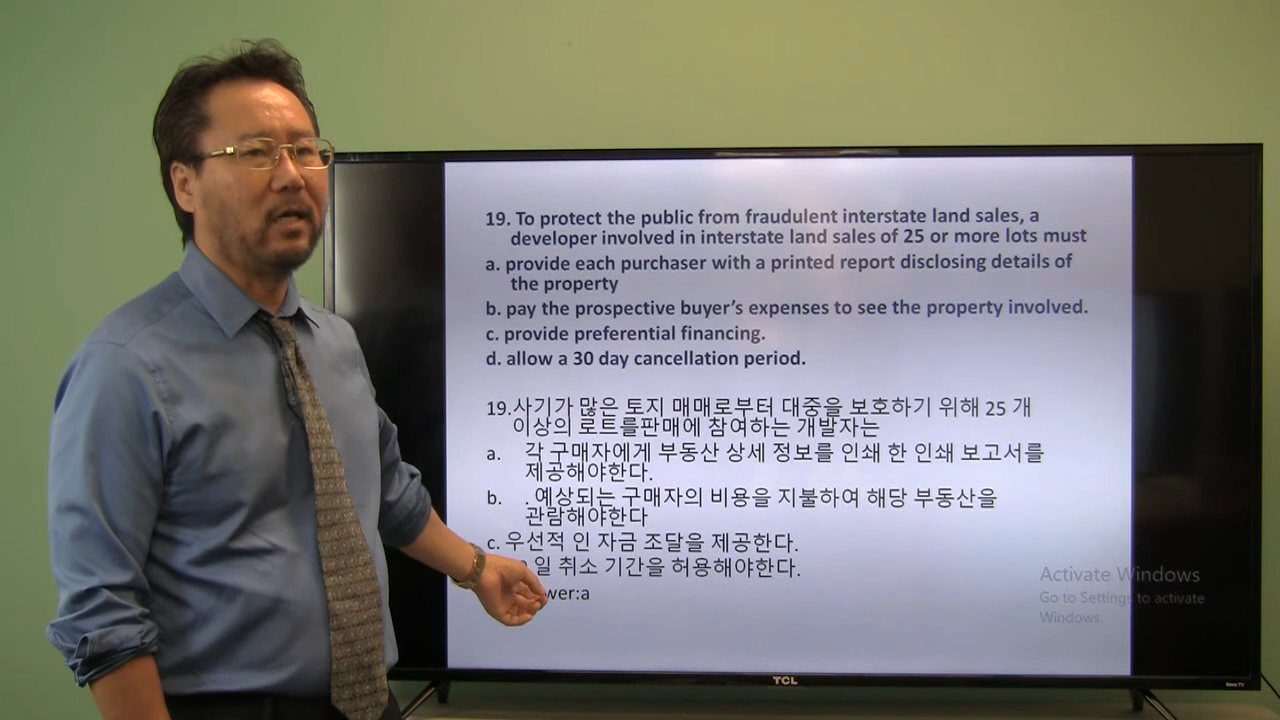 19. To protect the public from fraudulent interstate land sales, a
developer involved in interstate land sales of 25 or more lots must
a. provide each purchaser with a printed report disclosing details of
the property
b. pay the prospective buyer's expenses to see the property involved.
c. provide preferential financing.
d. allow a 30 day cancellation period.
19.사기가 많은 토지 매매로부터 대중을 보호하기 위해 25 개
이상의 로트를판매에 참여하는 개발자는
a. 각 구매자에게 부동산 상세 정보를 인쇄 한 인쇄 보고서를
제공해야한다.
b. . 예상되는 구매자의 비용을 지불하여 해당 부동산을
관람해야한다
c. 우선적 인 자금 조달을 제공한다.
일 취소 기간을 허용해야한다.
wer:a
Activate Windows
Go to Settings to activate
Windows.
TCL
Roku TV